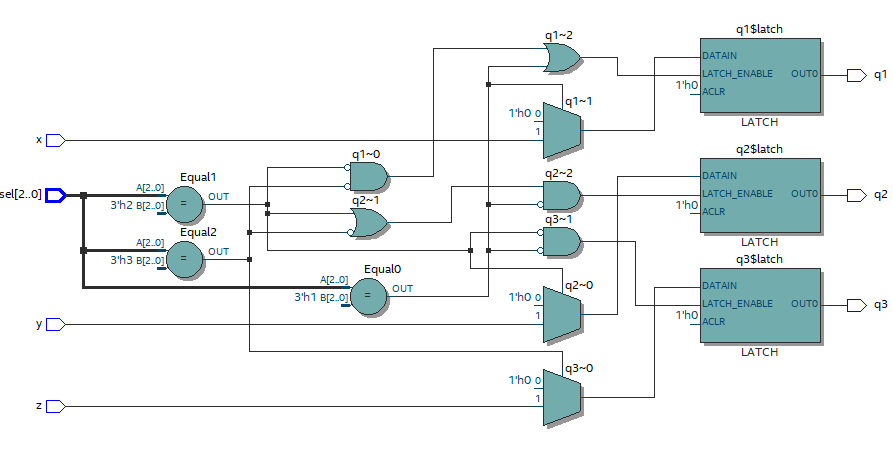 q1$latch
q1~2
DATAIN
LATCH_ENABLE OUT0 q1
1'h0 ACLR
q1~1
1'h0 0
LATCH
x 1
q2$latch
q1~0
Equal1 q2~2 DATAIN
A[2..0]
sel[2..0] OUT LATCH_ENABLE OUT0 q2
3'h2 B[2..0] = q2~1
1'h0 ACLR
q3~1
Equal2
A[2..0] LATCH
OUT
3'h3 B[2..0] = q3$latch
Equal0
A[2..0] q2~0 DATAIN
OUT
3'h1 B[2..0] = 1'h0 0 LATCH_ENABLE OUT0 q3
1'h0 ACLR
y 1
LATCH
q3~0
1'h0 0
z 1